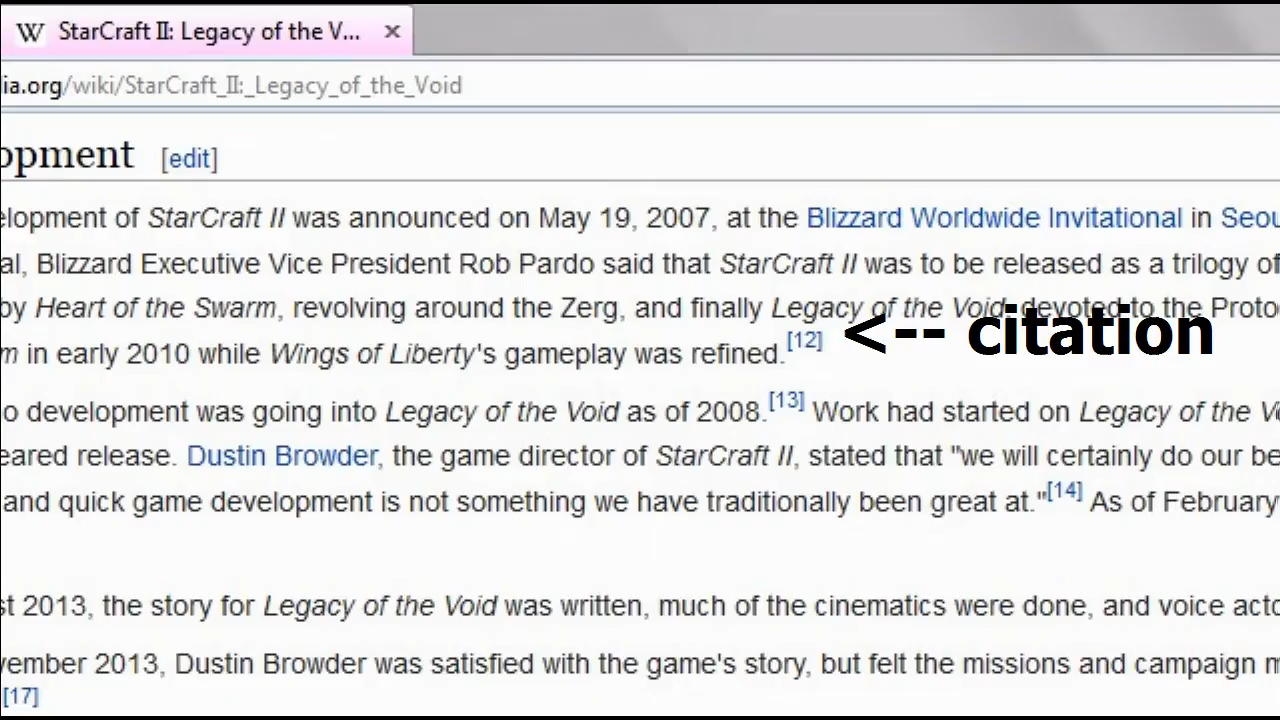 W StarCraft II: Legacy of the V... ×
ia.org/wiki/StarCraft_II:_Legacy_of_the_Void
opment [edit]
elopment of StarCraft II was announced on May 19, 2007, at the Blizzard Worldwide Invitational in Seou
al, Blizzard Executive Vice President Rob Pardo said that StarCraft II was to be released as a trilogy of
by Heart of the Swarm, revolving around the Zerg, and finally Legacy of the Void, devoted to the Proto
<-- citation
m in early 2010 while Wings of Liberty's gameplay was refined.[12]
o development was going into Legacy of the Void as of 2008.[13] Work had started on Legacy of the Vo
eared release. Dustin Browder, the game director of StarCraft II, stated that "we will certainly do our be
and quick game development is not something we have traditionally been great at."[14] As of February
st 2013, the story for Legacy of the Void was written, much of the cinematics were done, and voice acto
vember 2013, Dustin Browder was satisfied with the game's story, but felt the missions and campaign m
[17]